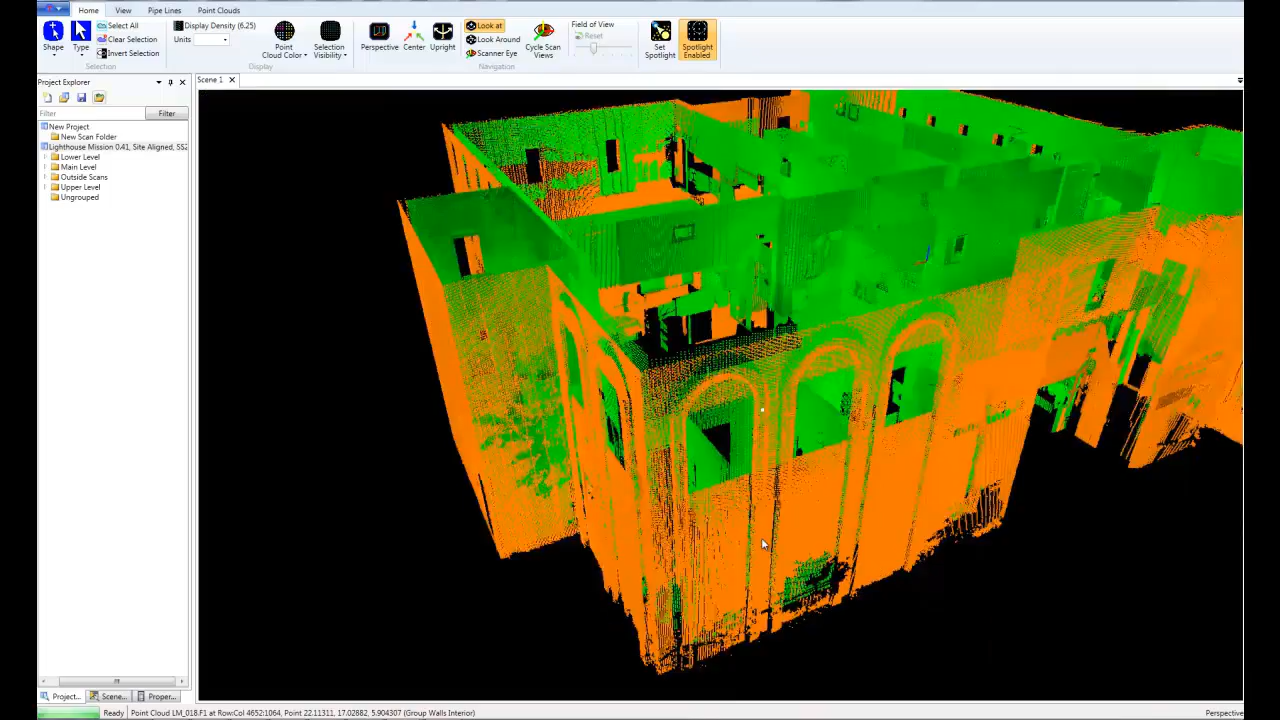 Home View Pipe Lines Point Clouds
Shape
Type
Select All
Clear Selection
Invert Selection
Selection
Display Density (6.25)
Units
Point Cloud Color
Selection Visibility
Display
Perspective
Center
Upright
Look at
Look Around
Scanner Eye
Cycle Scan Views
Navigation
Field of View
Reset
Set Spotlight
Spotlight Enabled
Project Explorer
Scene 1
Filter
Filter
New Project
New Scan Folder
Lighthouse Mission 0.41, Site Aligned, SS2
Lower Level
Main Level
Outside Scans
Upper Level
Ungrouped
Project... Scene... Proper...
Ready Point Cloud LM_018.F1 at Row:Col 4652:1064, Point 22.11311, 17.02882, 5.904307 (Group Walls Interior)
Perspective